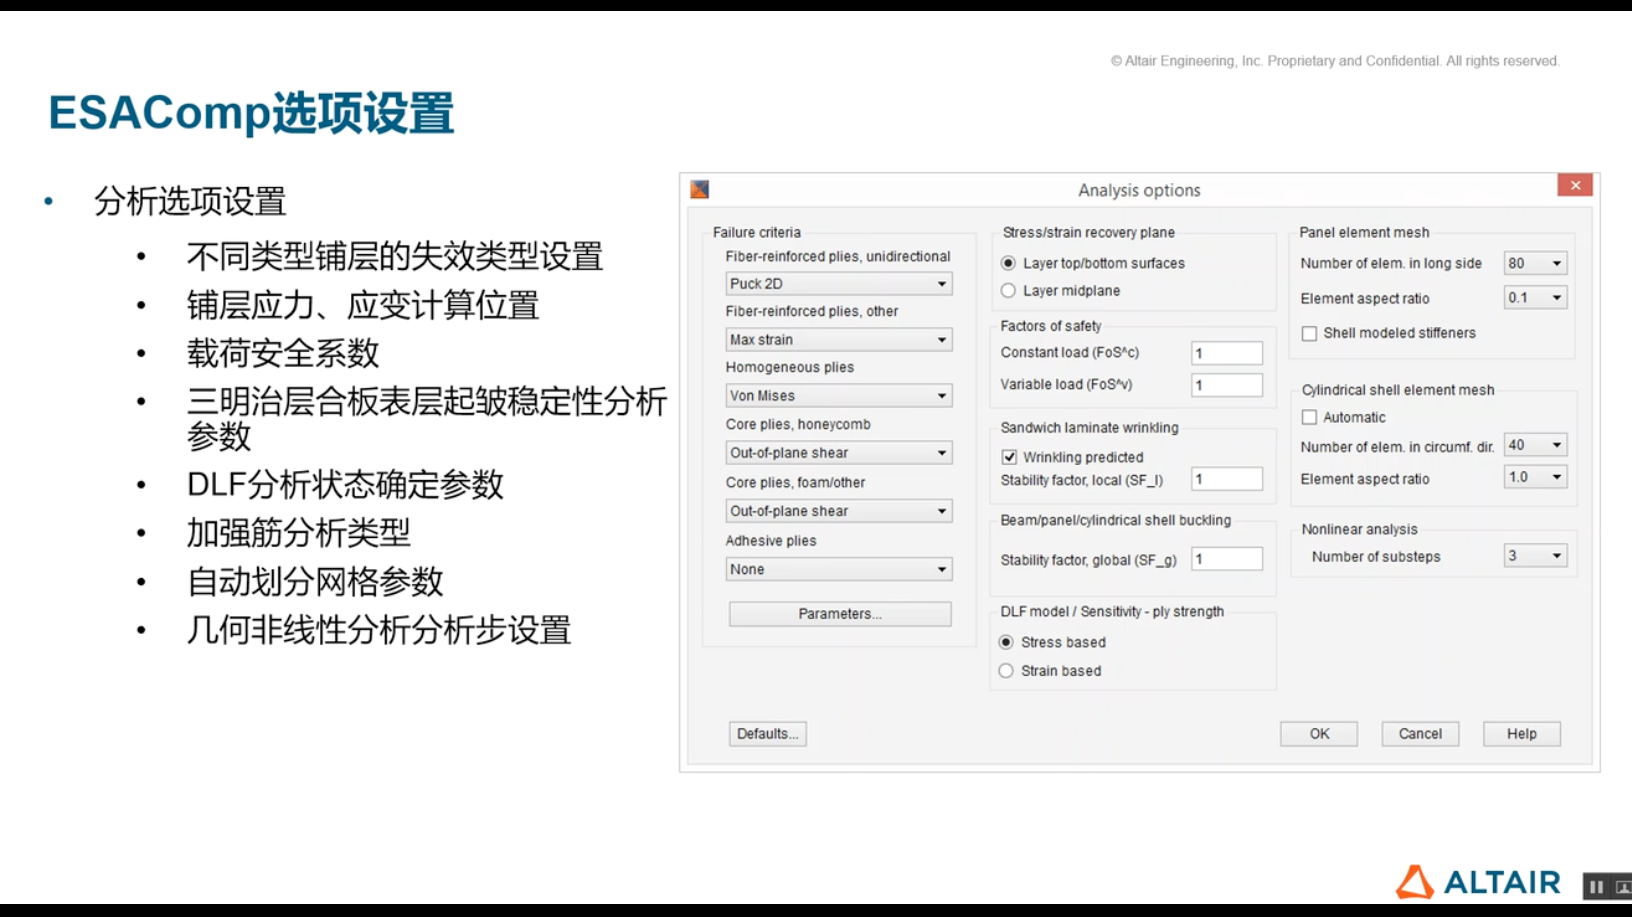 © Altair Engineering, Inc. Proprietary and Confidential. All rights reserved.
ESAComp选项设置
• 分析选项设置
• 不同类型铺层的失效类型设置
• 铺层应力、应变计算位置
• 载荷安全系数
• 三明治层合板表层起皱稳定性分析
参数
• DLF分析状态确定参数
• 加强筋分析类型
• 自动划分网格参数
• 几何非线性分析分析步设置
Analysis options
Failure criteria
Fiber-reinforced plies, unidirectional
Puck 2D
Fiber-reinforced plies, other
Max strain
Homogeneous plies
Von Mises
Core plies, honeycomb
Out-of-plane shear
Core plies, foam/other
Out-of-plane shear
Adhesive plies
None
Parameters...
Stress/strain recovery plane
Layer top/bottom surfaces
Layer midplane
Factors of safety
Constant load (FoS^c) 1
Variable load (FoS^v) 1
Sandwich laminate wrinkling
Wrinkling predicted
Stability factor, local (SF_l) 1
Beam/panel/cylindrical shell buckling
Stability factor, global (SF_g) 1
DLF model / Sensitivity - ply strength
Stress based
Strain based
Panel element mesh
Number of elem. in long side 80
Element aspect ratio 0.1
Shell modeled stiffeners
Cylindrical shell element mesh
Automatic
Number of elem. in circumf. dir. 40
Element aspect ratio 1.0
Nonlinear analysis
Number of substeps 3
Defaults...
OK
Cancel
Help
ALTAIR